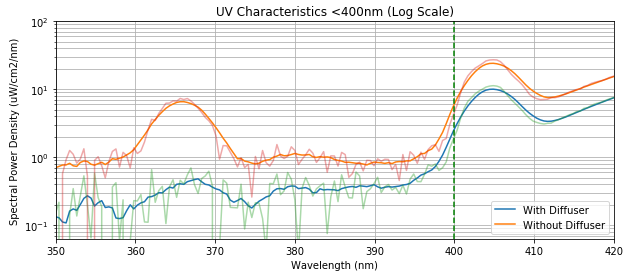 UV Characteristics <400nm (Log Scale)
Spectral Power Density (uW/cm2/nm)
10²
10¹
10⁰
10⁻¹
350 360 370 380 390 400 410 420
Wavelength (nm)
With Diffuser
Without Diffuser